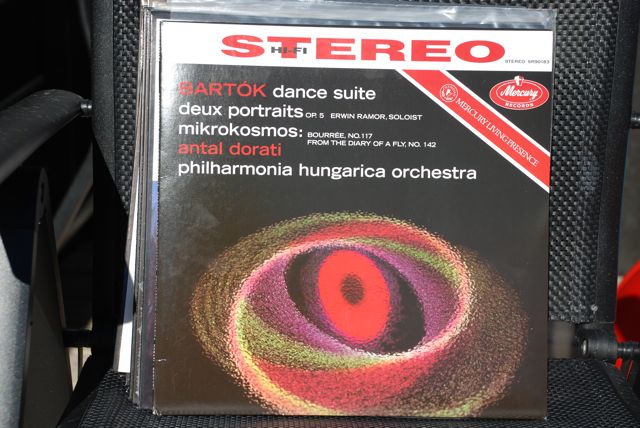 STEREO
HI-FI
STEREO SR90183
BARTÓK dance suite
deux portraits OP. 5 ERWIN RAMOR, SOLOIST
mikrokosmos: BOURRÉE, NO. 117
FROM THE DIARY OF A FLY, NO. 142
antal dorati
philharmonia hungarica orchestra
Mercury
RECORDS
MERCURY LIVING PRESENCE